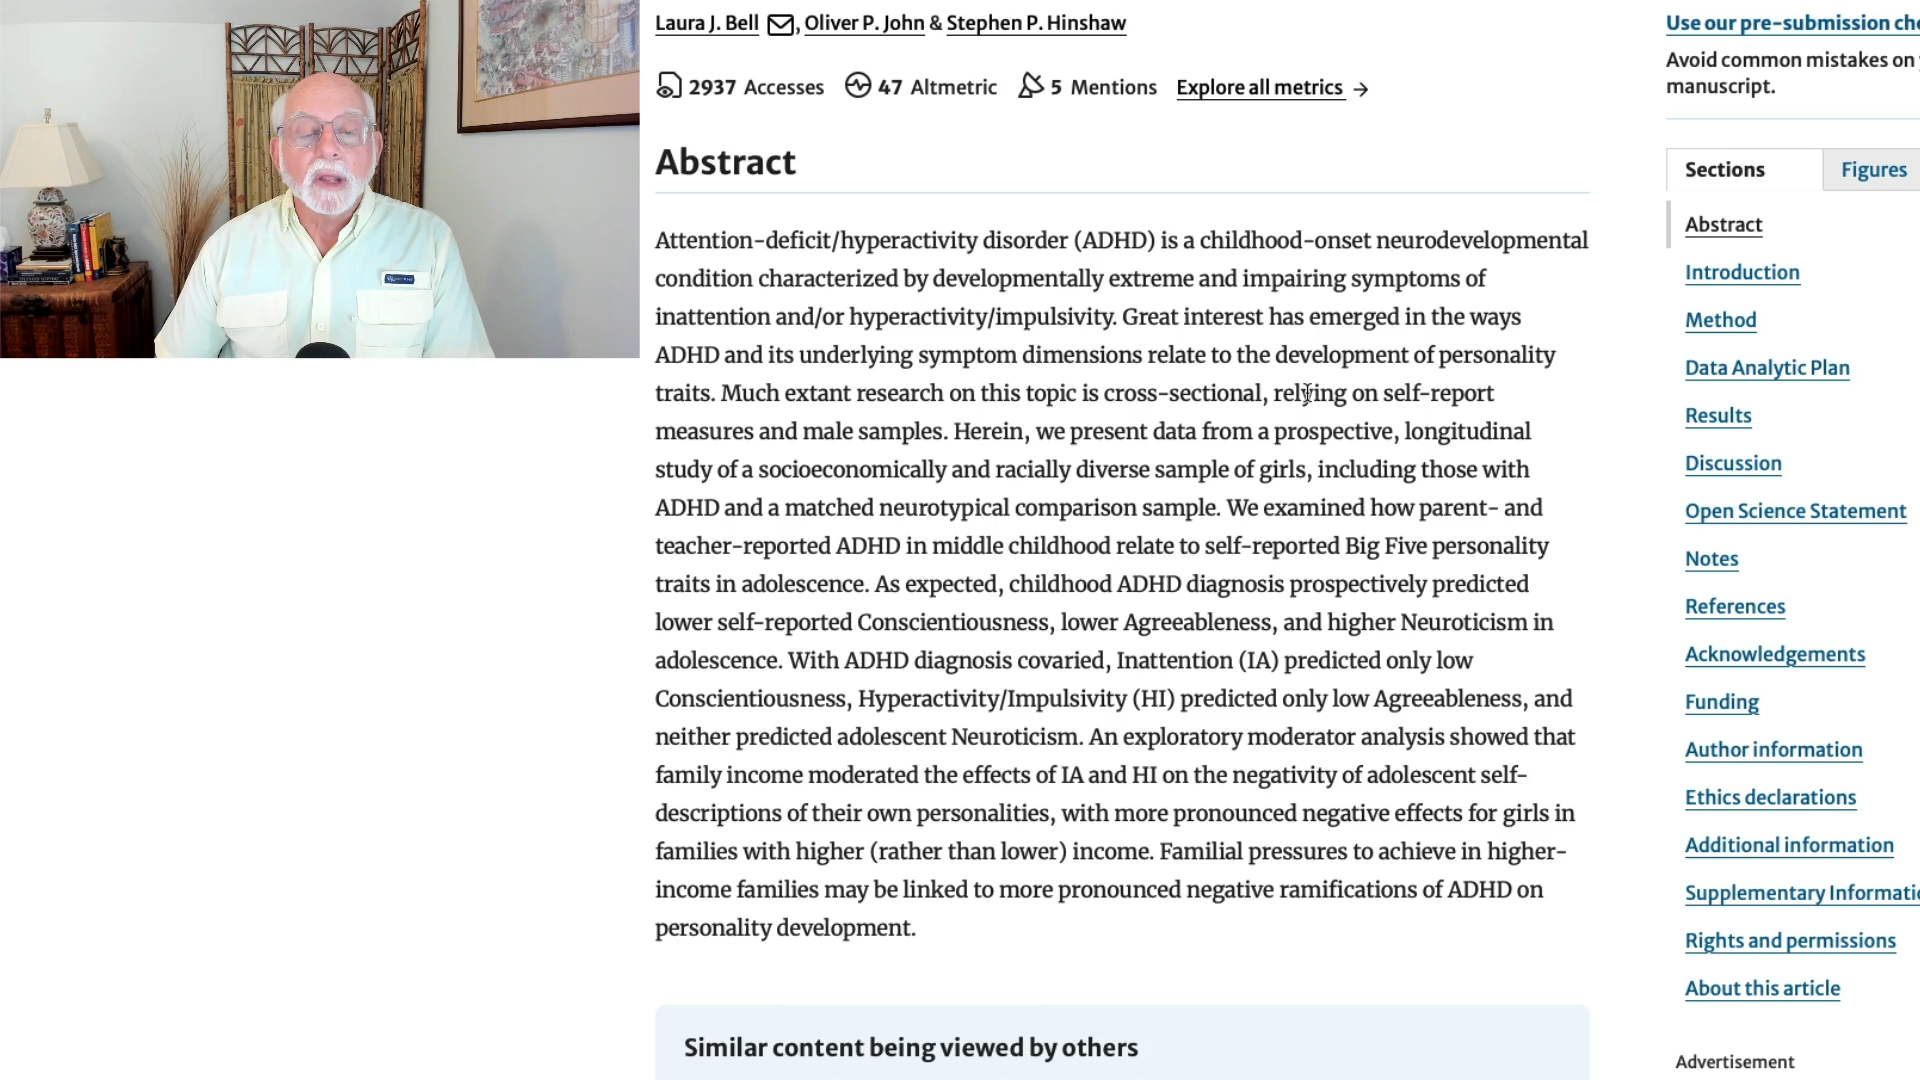 Laura J. Bell, Oliver P. John & Stephen P. Hinshaw
2937 Accesses 47 Altmetric 5 Mentions Explore all metrics →
Abstract
Attention-deficit/hyperactivity disorder (ADHD) is a childhood-onset neurodevelopmental
condition characterized by developmentally extreme and impairing symptoms of
inattention and/or hyperactivity/impulsivity. Great interest has emerged in the ways
ADHD and its underlying symptom dimensions relate to the development of personality
traits. Much extant research on this topic is cross-sectional, relying on self-report
measures and male samples. Herein, we present data from a prospective, longitudinal
study of a socioeconomically and racially diverse sample of girls, including those with
ADHD and a matched neurotypical comparison sample. We examined how parent- and
teacher-reported ADHD in middle childhood relate to self-reported Big Five personality
traits in adolescence. As expected, childhood ADHD diagnosis prospectively predicted
lower self-reported Conscientiousness, lower Agreeableness, and higher Neuroticism in
adolescence. With ADHD diagnosis covaried, Inattention (IA) predicted only low
Conscientiousness, Hyperactivity/Impulsivity (HI) predicted only low Agreeableness, and
neither predicted adolescent Neuroticism. An exploratory moderator analysis showed that
family income moderated the effects of IA and HI on the negativity of adolescent self-
descriptions of their own personalities, with more pronounced negative effects for girls in
families with higher (rather than lower) income. Familial pressures to achieve in higher-
income families may be linked to more pronounced negative ramifications of ADHD on
personality development.
Similar content being viewed by others
Use our pre-submission che
Avoid common mistakes on
manuscript.
Sections Figures
Abstract
Introduction
Method
Data Analytic Plan
Results
Discussion
Open Science Statement
Notes
References
Acknowledgements
Funding
Author information
Ethics declarations
Additional information
Supplementary Informatio
Rights and permissions
About this article
Advertisement